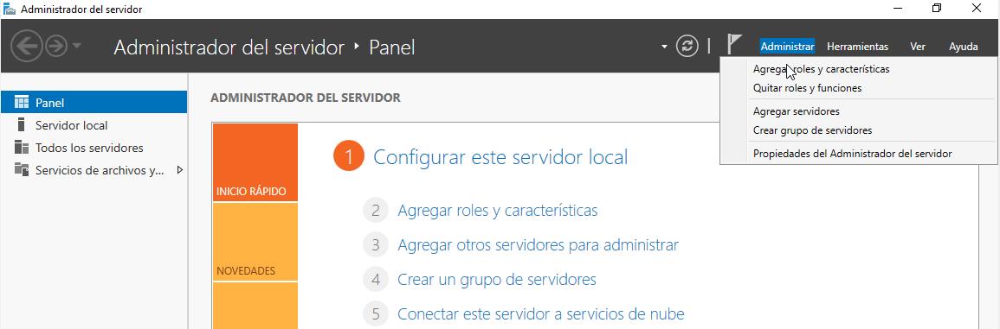 Administrador del servidor
Administrador del servidor ‣ Panel
Administrar Herramientas Ver Ayuda
Agregar roles y características
Quitar roles y funciones
Agregar servidores
Crear grupo de servidores
Propiedades del Administrador del servidor
Panel
Servidor local
Todos los servidores
Servicios de archivos y...
ADMINISTRADOR DEL SERVIDOR
INICIO RÁPIDO
NOVEDADES
1 Configurar este servidor local
2 Agregar roles y características
3 Agregar otros servidores para administrar
4 Crear un grupo de servidores
5 Conectar este servidor a servicios de nube